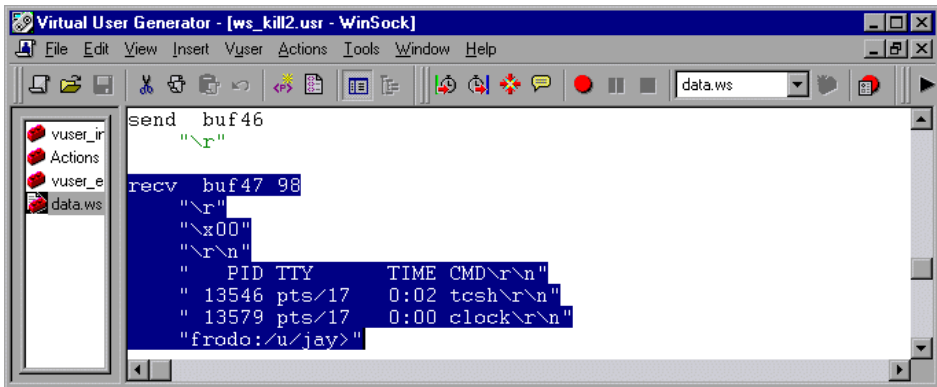 Virtual User Generator - [ws_kill2.usr - WinSock]
File Edit View Insert Vuser Actions Tools Window Help
data.ws
vuser_ir
Actions
vuser_e
data.ws
send  buf46
    "\r"
recv  buf47 98
    "\r"
    "\x00"
    "\r\n"
    "   PID TTY      TIME CMD\r\n"
    " 13546 pts/17   0:02 tcsh\r\n"
    " 13579 pts/17   0:00 clock\r\n"
    "frodo:/u/jay>"